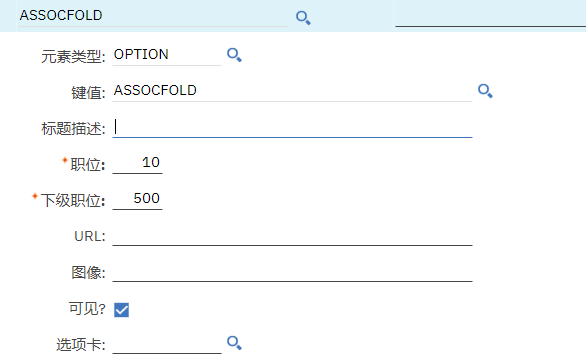 ASSOCFOLD
元素类型: OPTION
键值: ASSOCFOLD
标题描述:
*职位: 10
*下级职位: 500
URL:
图像:
可见?
选项卡: